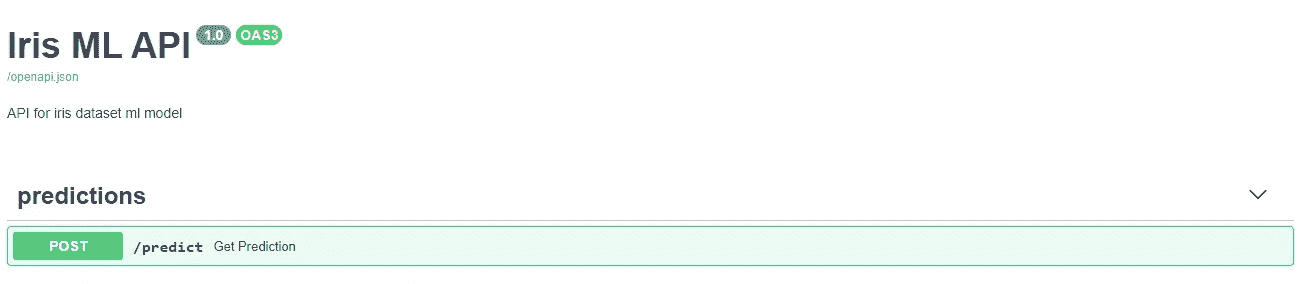 Iris ML API 1.0 OAS3
/openapi.json
API for iris dataset ml model
predictions
POST /predict Get Prediction